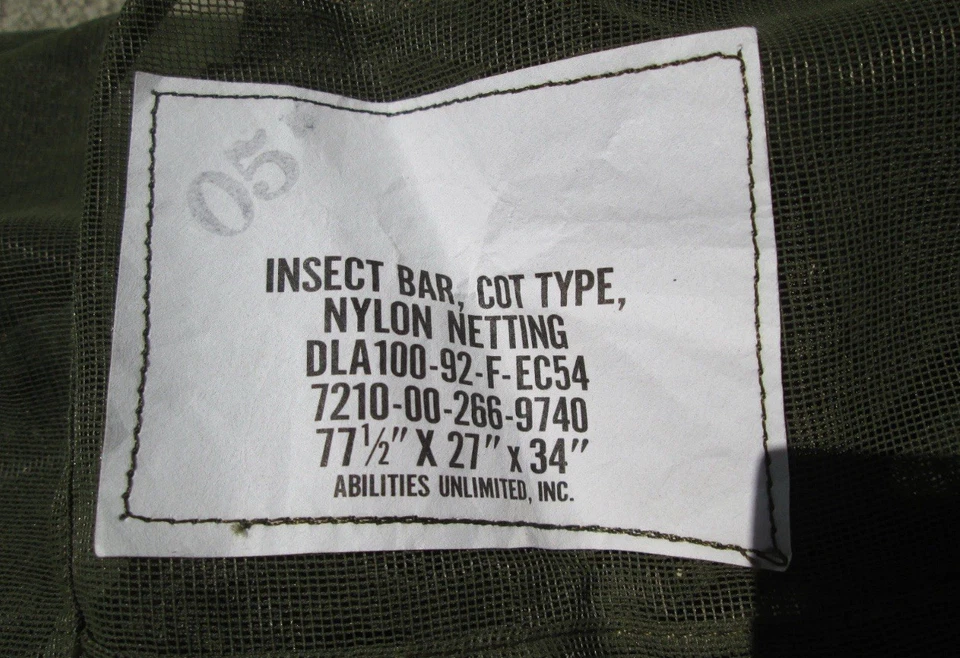 05
INSECT BAR, COT TYPE,
NYLON NETTING
DLA100-92-F-EC54
7210-00-266-9740
77½" X 27" x 34"
ABILITIES UNLIMITED, INC.